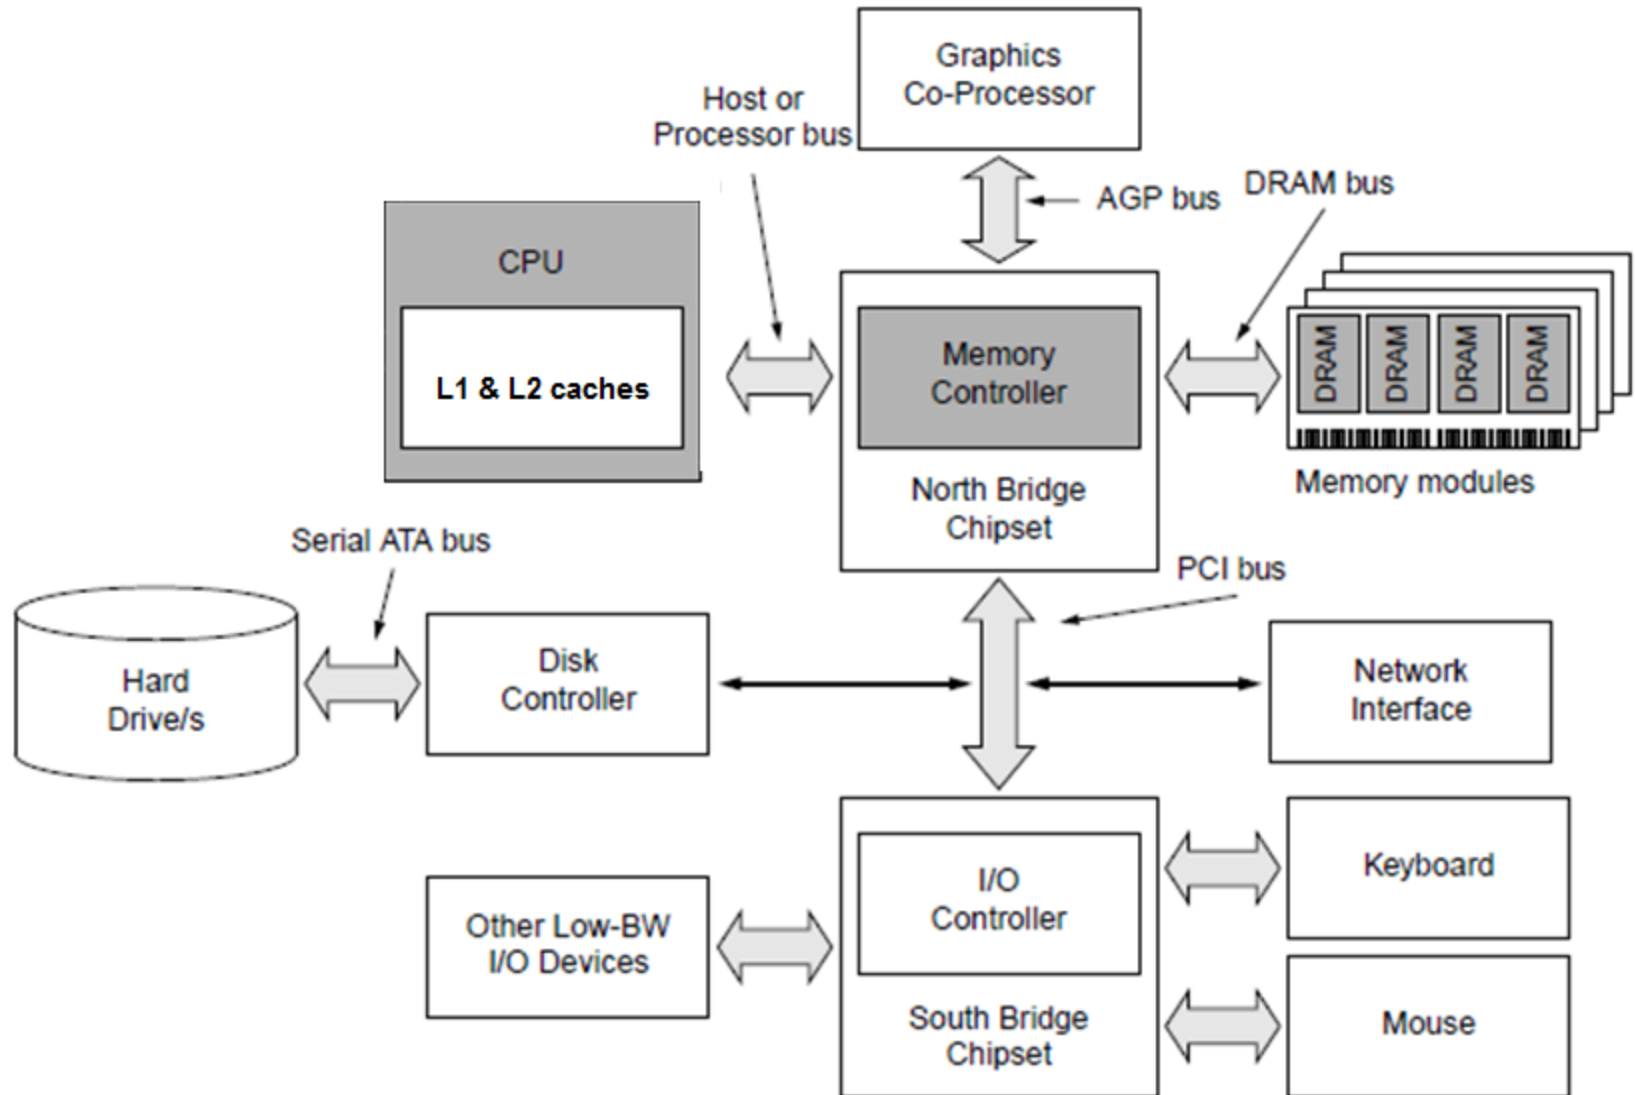 Graphics
Co-Processor
Host or
Processor bus
AGP bus
DRAM bus
CPU
L1 & L2 caches
Memory
Controller
North Bridge
Chipset
DRAM
DRAM
DRAM
DRAM
Memory modules
Serial ATA bus
PCI bus
Hard
Drive/s
Disk
Controller
Network
Interface
I/O
Controller
South Bridge
Chipset
Keyboard
Other Low-BW
I/O Devices
Mouse